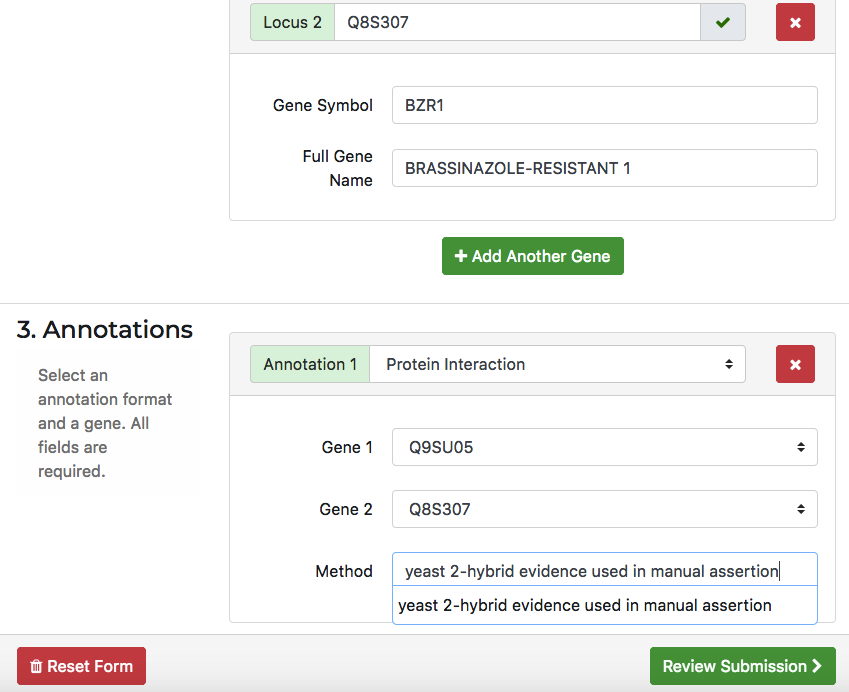 Locus 2 Q8S307
Gene Symbol BZR1
Full Gene
Name BRASSINAZOLE-RESISTANT 1
Add Another Gene
3. Annotations
Select an
annotation format
and a gene. All
fields are
required.
Annotation 1 Protein Interaction
Gene 1 Q9SU05
Gene 2 Q8S307
Method yeast 2-hybrid evidence used in manual assertion
yeast 2-hybrid evidence used in manual assertion
Reset Form
Review Submission